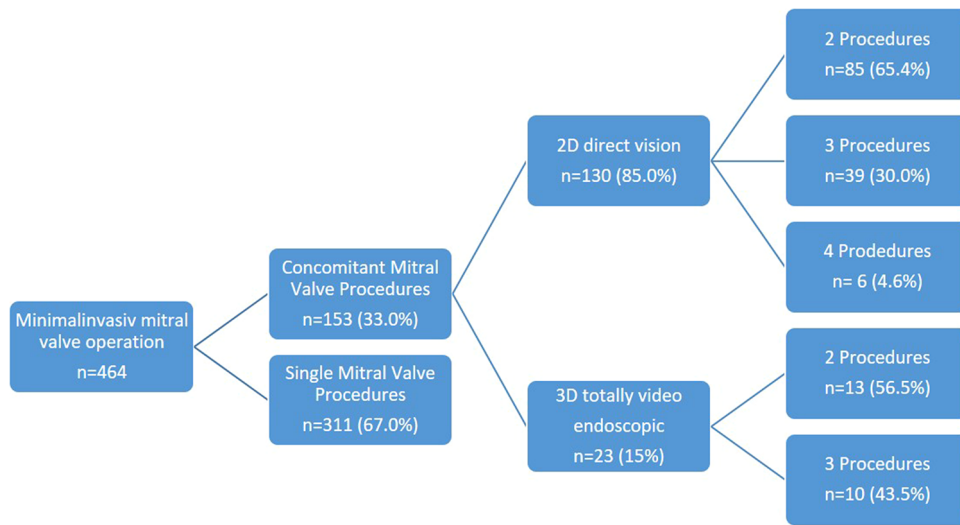 Minimalinvasiv mitral
valve operation
n=464
Concomitant Mitral
Valve Procedures
n=153 (33.0%)
Single Mitral Valve
Procedures
n=311 (67.0%)
2D direct vision
n=130 (85.0%)
3D totally video
endoscopic
n=23 (15%)
2 Procedures
n=85 (65.4%)
3 Procedures
n=39 (30.0%)
4 Prodedures
n= 6 (4.6%)
2 Procedures
n=13 (56.5%)
3 Procedures
n=10 (43.5%)